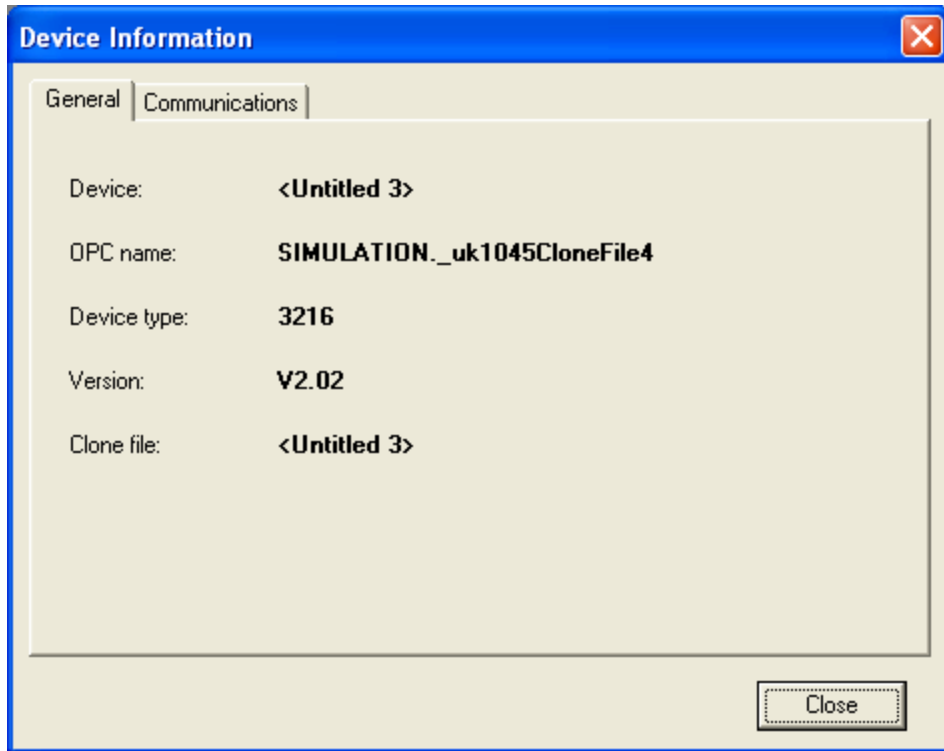 Device Information
General Communications
Device: <Untitled 3>
OPC name: SIMULATION._uk1045CloneFile4
Device type: 3216
Version: V2.02
Clone file: <Untitled 3>
Close